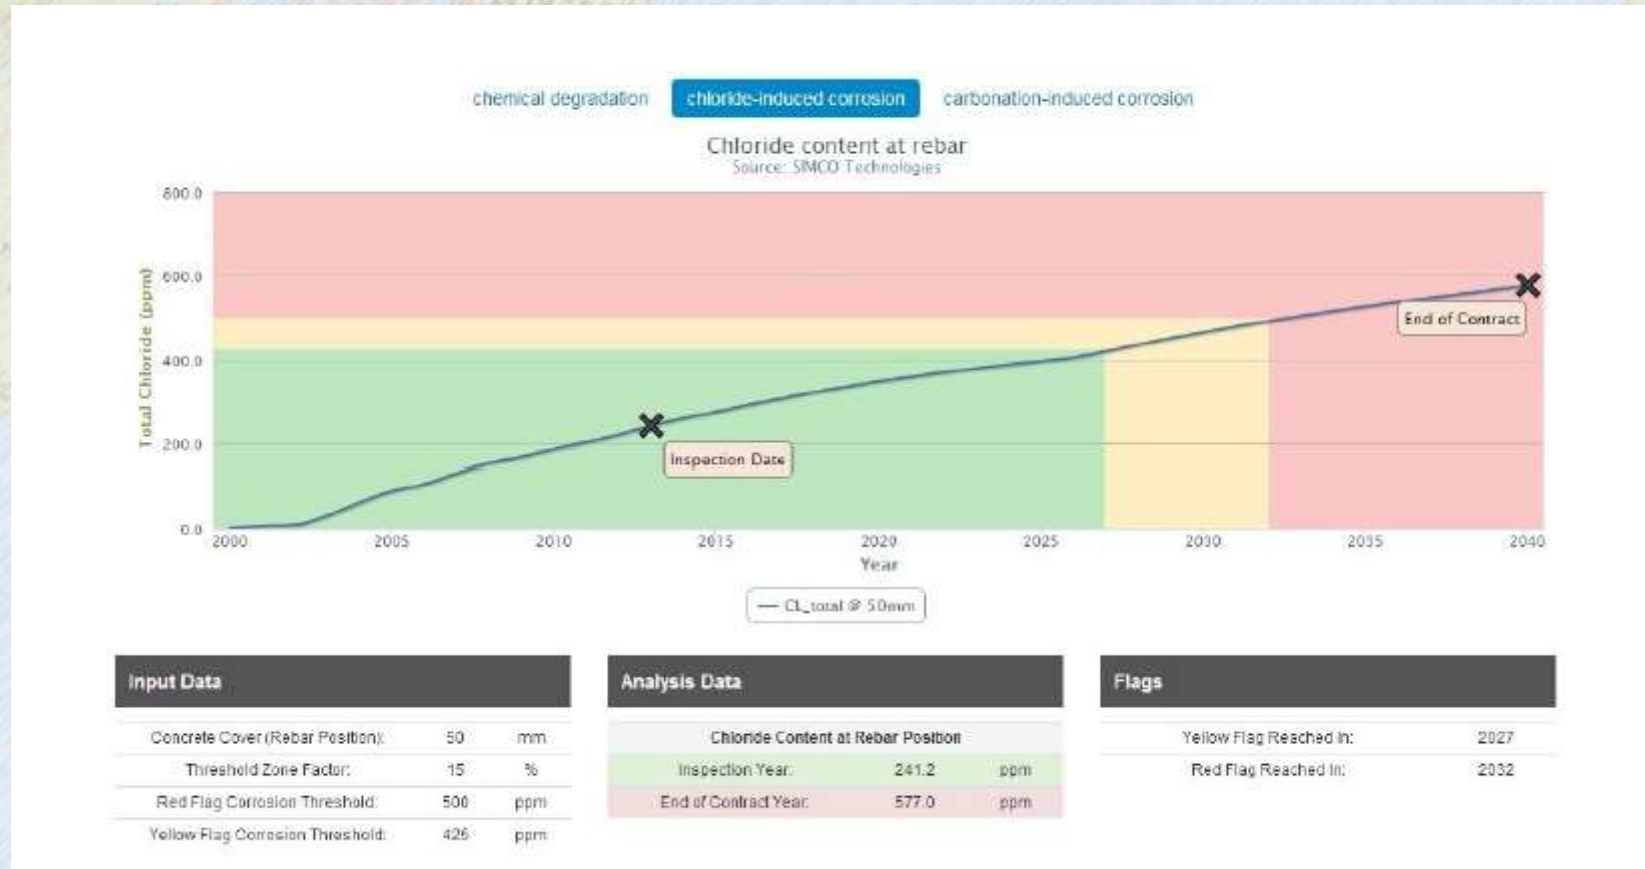 chemical degradation chloride-induced corrosion carbonation-induced corrosion
Chloride content at rebar
Source: SIMCO Technologies
Total Chloride (ppm)
800.0
600.0
400.0
200.0
0.0
End of Contract
Inspection Date
2000 2005 2010 2015 2020 2025 2030 2035 2040
Year
CL_total @ 50mm
Input Data
Concrete Cover (Rebar Position): 50 mm
Threshold Zone Factor: 15 %
Red Flag Corrosion Threshold: 500 ppm
Yellow Flag Corrosion Threshold: 425 ppm
Analysis Data
Chloride Content at Rebar Position
Inspection Year: 241.2 ppm
End of Contract Year: 577.0 ppm
Flags
Yellow Flag Reached In: 2027
Red Flag Reached In: 2032